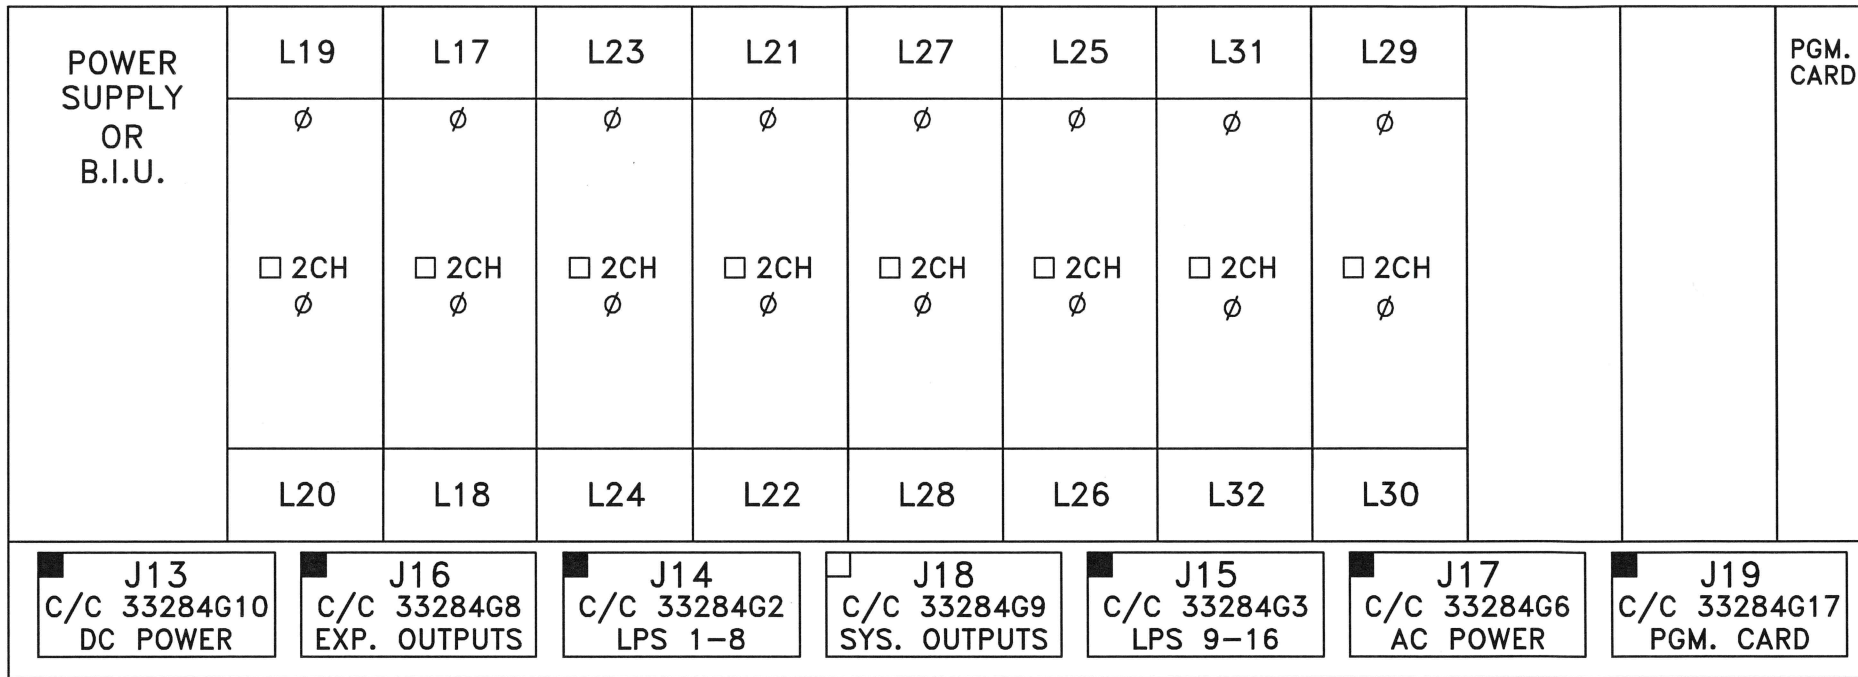 POWER
SUPPLY
OR
B.I.U.
L19 L17 L23 L21 L27 L25 L31 L29
PGM.
CARD
Ø Ø Ø Ø Ø Ø Ø Ø
□ 2CH □ 2CH □ 2CH □ 2CH □ 2CH □ 2CH □ 2CH □ 2CH
Ø Ø Ø Ø Ø Ø Ø Ø
L20 L18 L24 L22 L28 L26 L32 L30
J13
C/C 33284G10
DC POWER
J16
C/C 33284G8
EXP. OUTPUTS
J14
C/C 33284G2
LPS 1-8
J18
C/C 33284G9
SYS. OUTPUTS
J15
C/C 33284G3
LPS 9-16
J17
C/C 33284G6
AC POWER
J19
C/C 33284G17
PGM. CARD